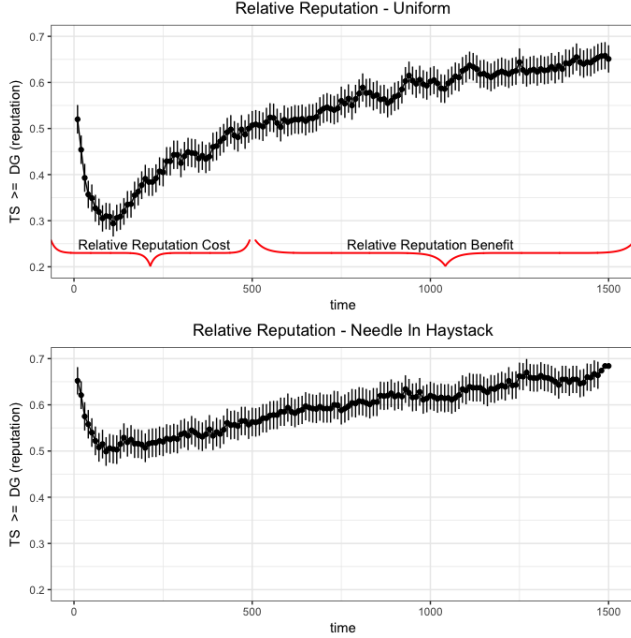 Relative Reputation - Uniform
TS >= DG (reputation)
0.7
0.6
0.5
0.4
0.3
0.2
Relative Reputation Cost
Relative Reputation Benefit
0
500
1000
1500
time
Relative Reputation - Needle In Haystack
TS >= DG (reputation)
0.7
0.6
0.5
0.4
0.3
0.2
0
500
1000
1500
time